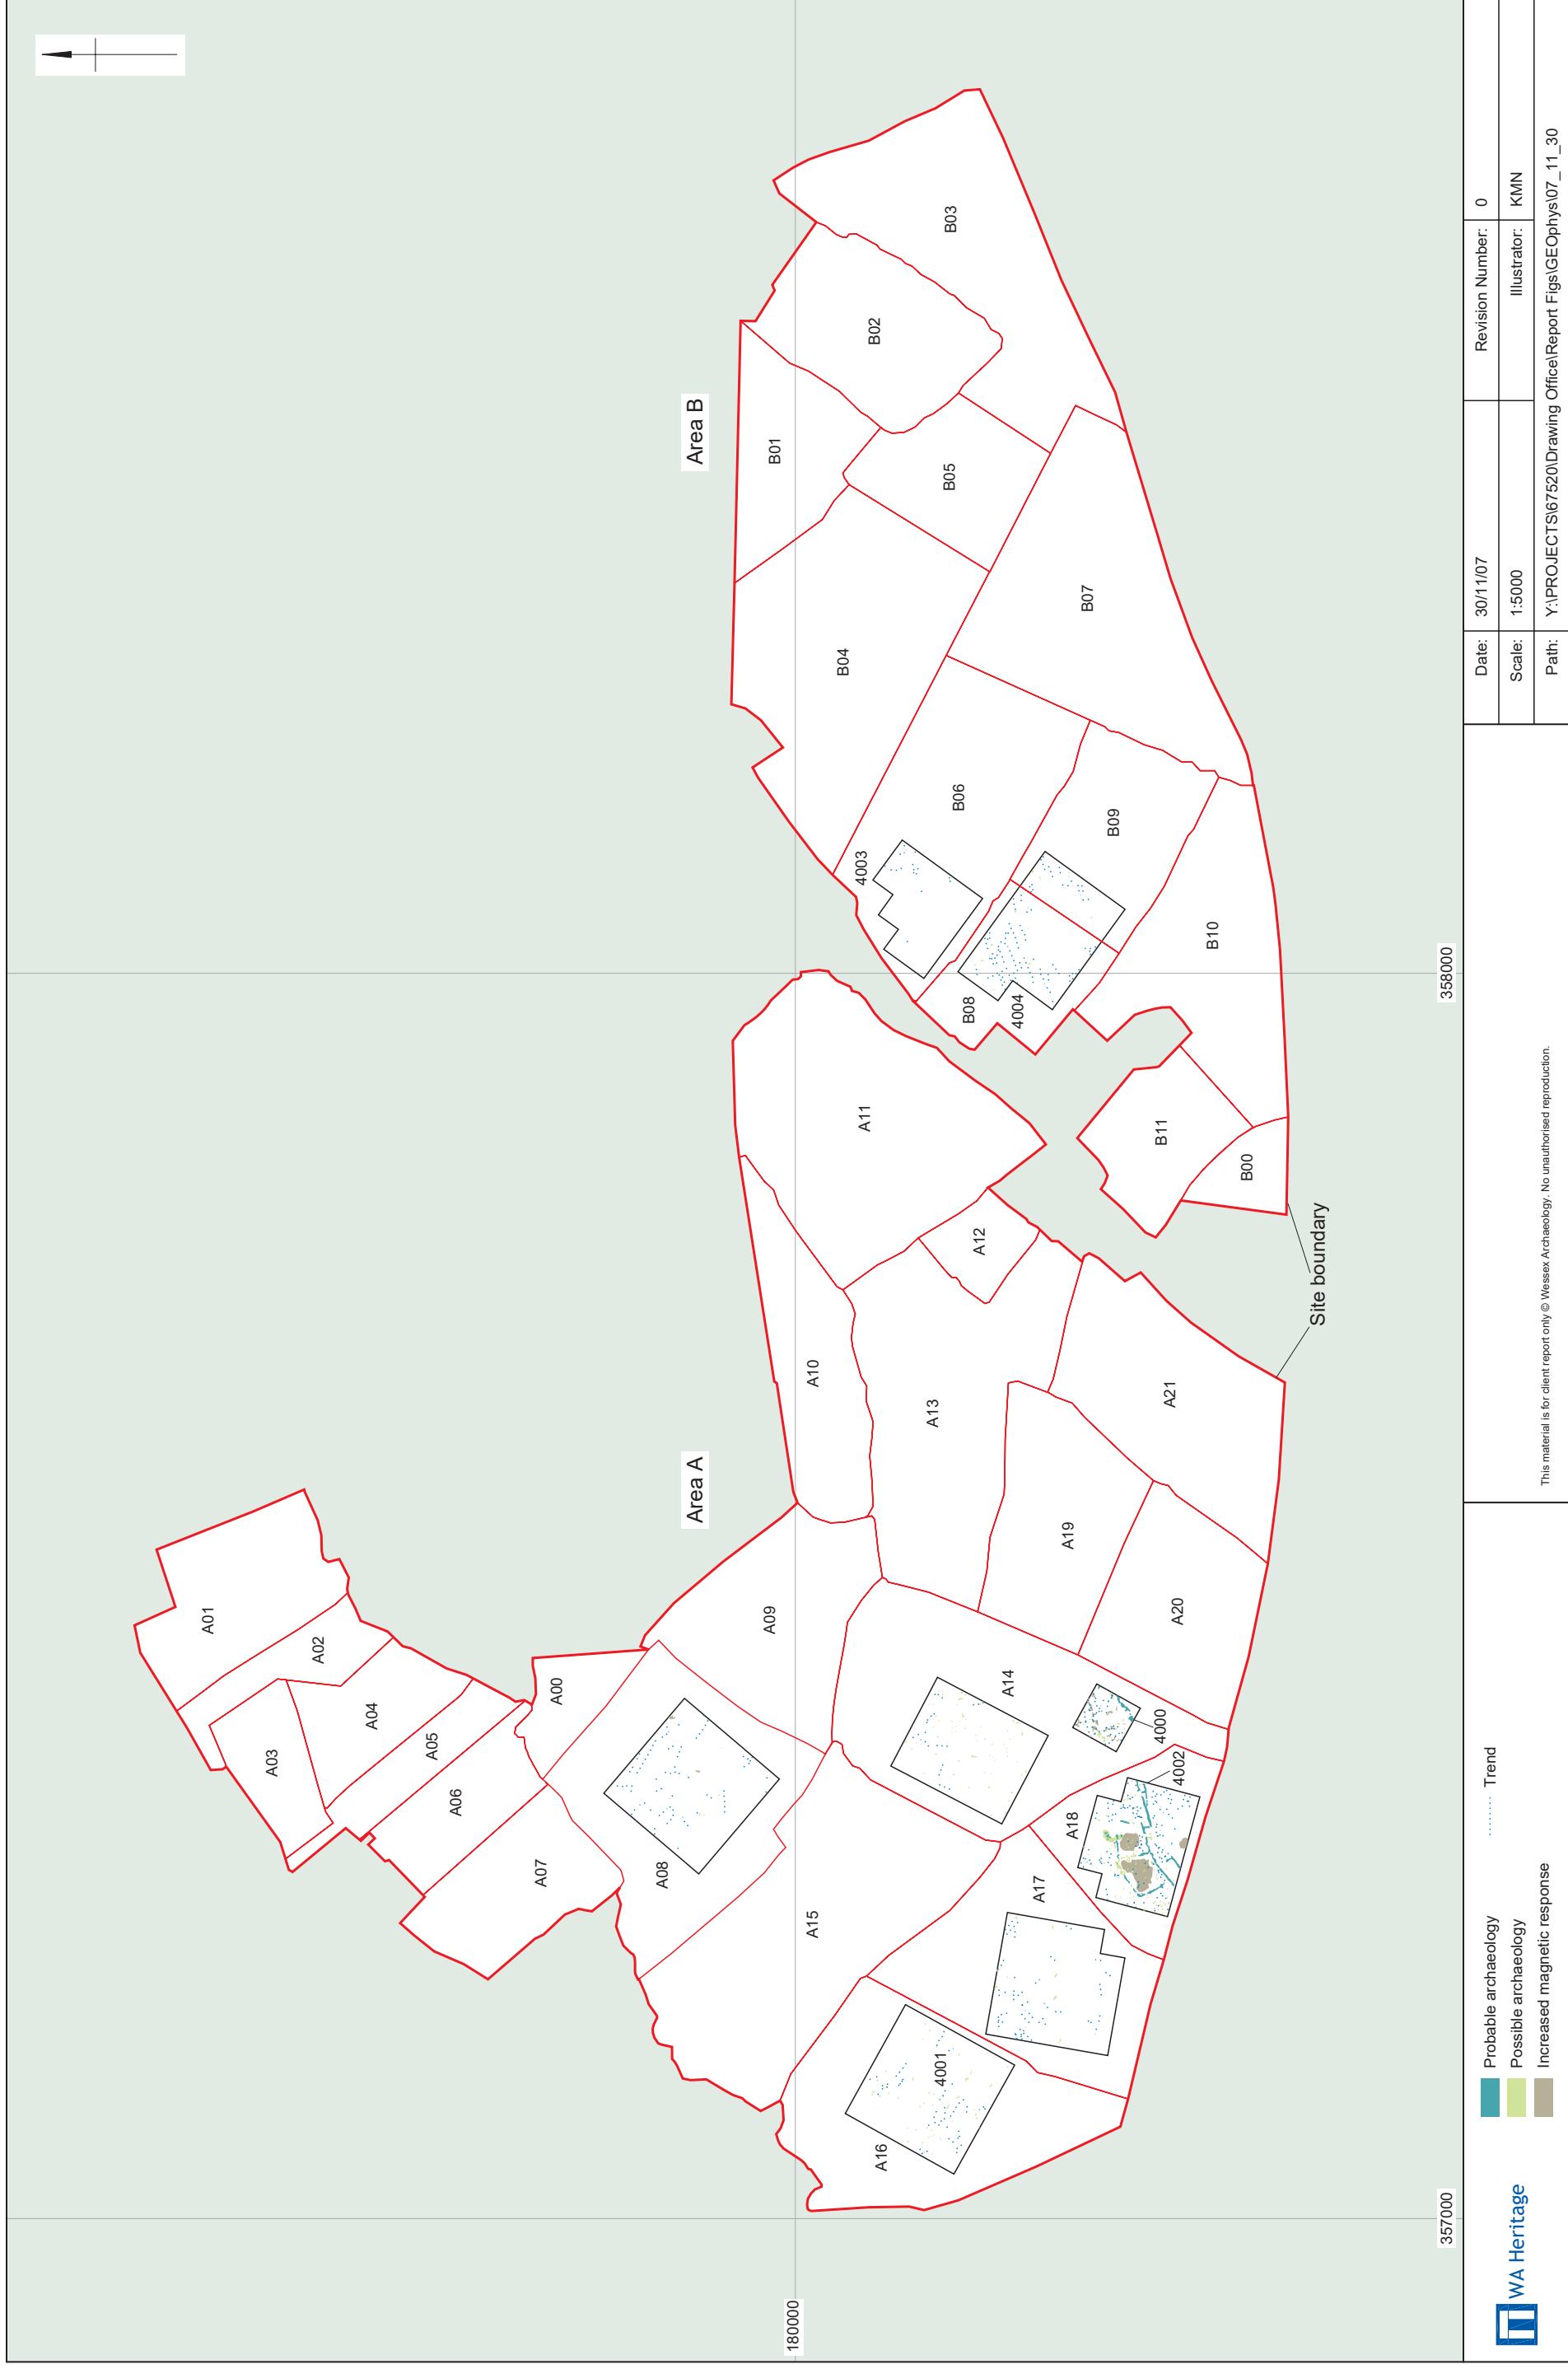 A01
A02
A03
A04
A05
A06
A00
A07
A08
A09
Area A
Area B
A10
A11
A12
A13
A14
A15
A16
A17
A18
A19
A20
A21
4000
4001
4002
B01
B02
B03
B04
B05
B06
B07
B08
B09
B10
B11
B00
4003
4004
Site boundary
180000
357000
358000
WA Heritage
Probable archaeology
Possible archaeology
Increased magnetic response
Trend
This material is for client report only © Wessex Archaeology. No unauthorised reproduction.
Date: 30/11/07 Revision Number: 0
Scale: 1:5000 Illustrator: KMN
Path: Y:\PROJECTS\67520\Drawing Office\Report Figs\GEOphys\07_11_30